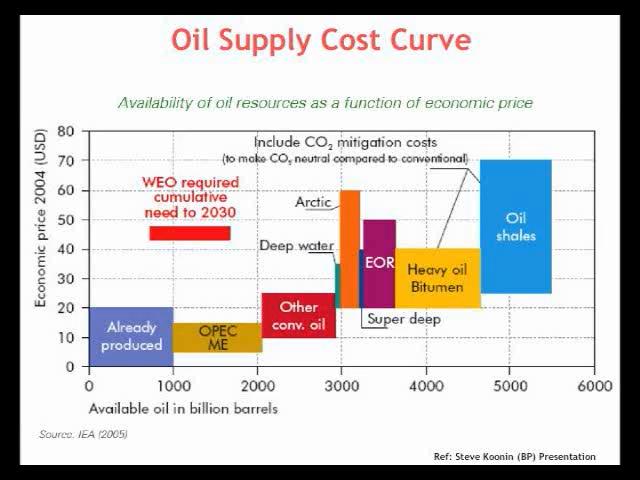 Oil Supply Cost Curve
Availability of oil resources as a function of economic price
Economic price 2004 (USD)
80
70
60
50
40
30
20
10
0
Include CO2 mitigation costs
(to make CO2 neutral compared to conventional)
WEO required
cumulative
need to 2030
Arctic
Deep water
Already
produced
OPEC
ME
Other
conv. oil
EOR
Super deep
Heavy oil
Bitumen
Oil
shales
0 1000 2000 3000 4000 5000 6000
Available oil in billion barrels
Source: IEA (2005)
Ref: Steve Koonin (BP) Presentation